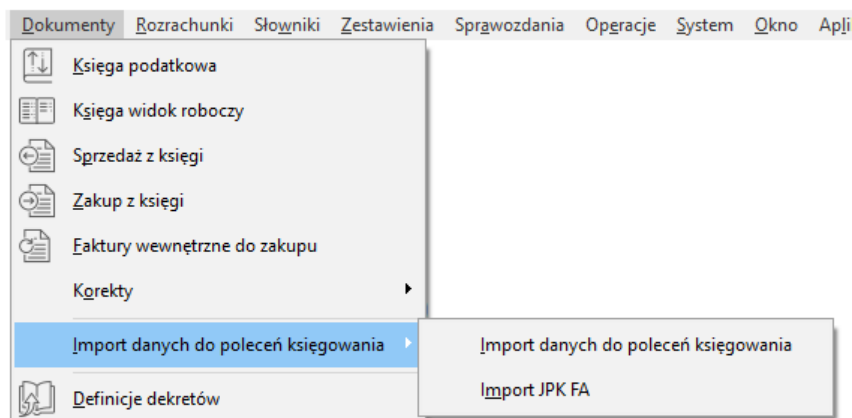 Dokumenty Rozrachunki Słowniki Zestawienia Sprawozdania Operacje System Okno Apli
Księga podatkowa
Księga widok roboczy
Sprzedaż z księgi
Zakup z księgi
Faktury wewnętrzne do zakupu
Korekty
Import danych do poleceń księgowania
Import danych do poleceń księgowania
Import JPK FA
Definicje dekretów